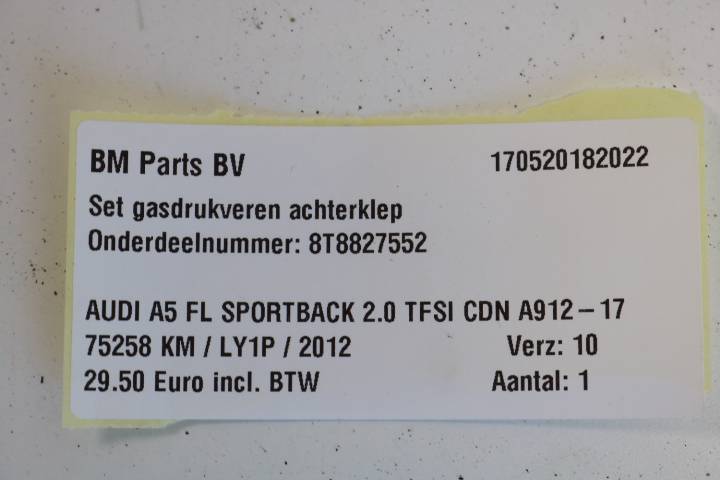 BM Parts BV 170520182022
Set gasdrukveren achterklep
Onderdeelnummer: 8T8827552
AUDI A5 FL SPORTBACK 2.0 TFSI CDN A912-17
75258 KM / LY1P / 2012 Verz: 10
29.50 Euro incl. BTW Aantal: 1